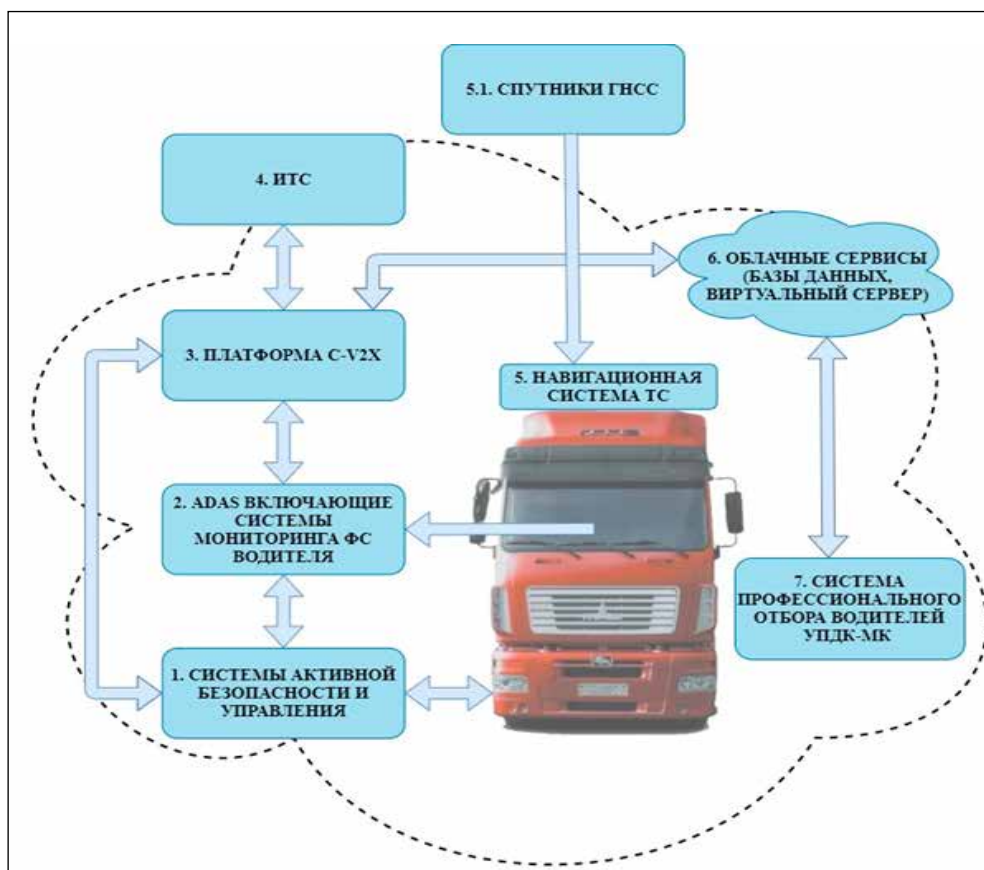 5.1. СПУТНИКИ ГНСС
4. ИТС
6. ОБЛАЧНЫЕ СЕРВИСЫ
(БАЗЫ ДАННЫХ,
ВИРТУАЛЬНЫЙ СЕРВЕР)
3. ПЛАТФОРМА C-V2X
5. НАВИГАЦИОННАЯ
СИСТЕМА ТС
2. ADAS ВКЛЮЧАЮЩИЕ
СИСТЕМЫ
МОНИТОРИНГА ФС
ВОДИТЕЛЯ
7. СИСТЕМА
ПРОФЕССИОНАЛЬНОГО
ОТБОРА ВОДИТЕЛЕЙ
УПДК-МК
1. СИСТЕМЫ АКТИВНОЙ
БЕЗОПАСНОСТИ И
УПРАВЛЕНИЯ